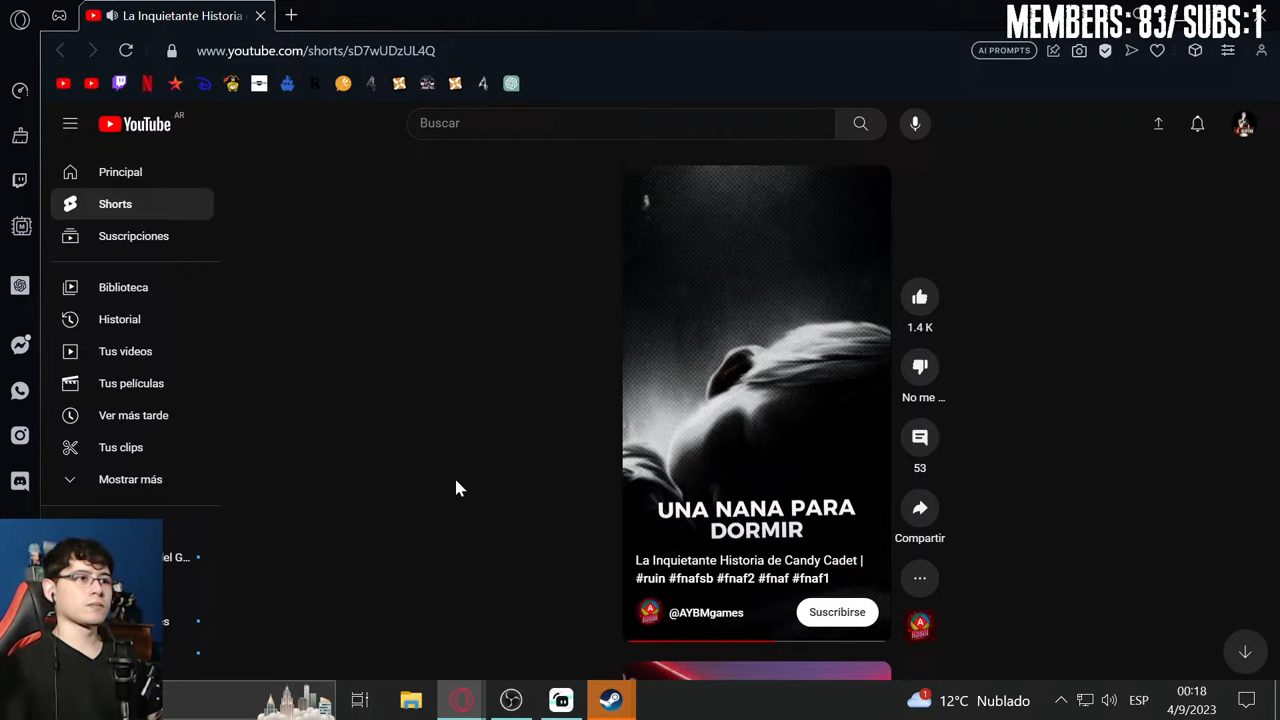 La Inquietante Historia
MEMBERS: 83/ SUBS:1
www.youtube.com/shorts/sD7wUDzUL4Q
AI PROMPTS
YouTube
AR
Buscar
Principal
Shorts
Suscripciones
Biblioteca
Historial
Tus videos
Tus películas
Ver más tarde
Tus clips
Mostrar más
UNA NANA PARA
DORMIR
La Inquietante Historia de Candy Cadet |
#ruin #fnafsb #fnaf2 #fnaf #fnaf1
@AYBMgames
Suscribirse
1.4 K
No me ...
53
Compartir
el G...
1
12°C Nublado
ESP
00:18
4/9/2023